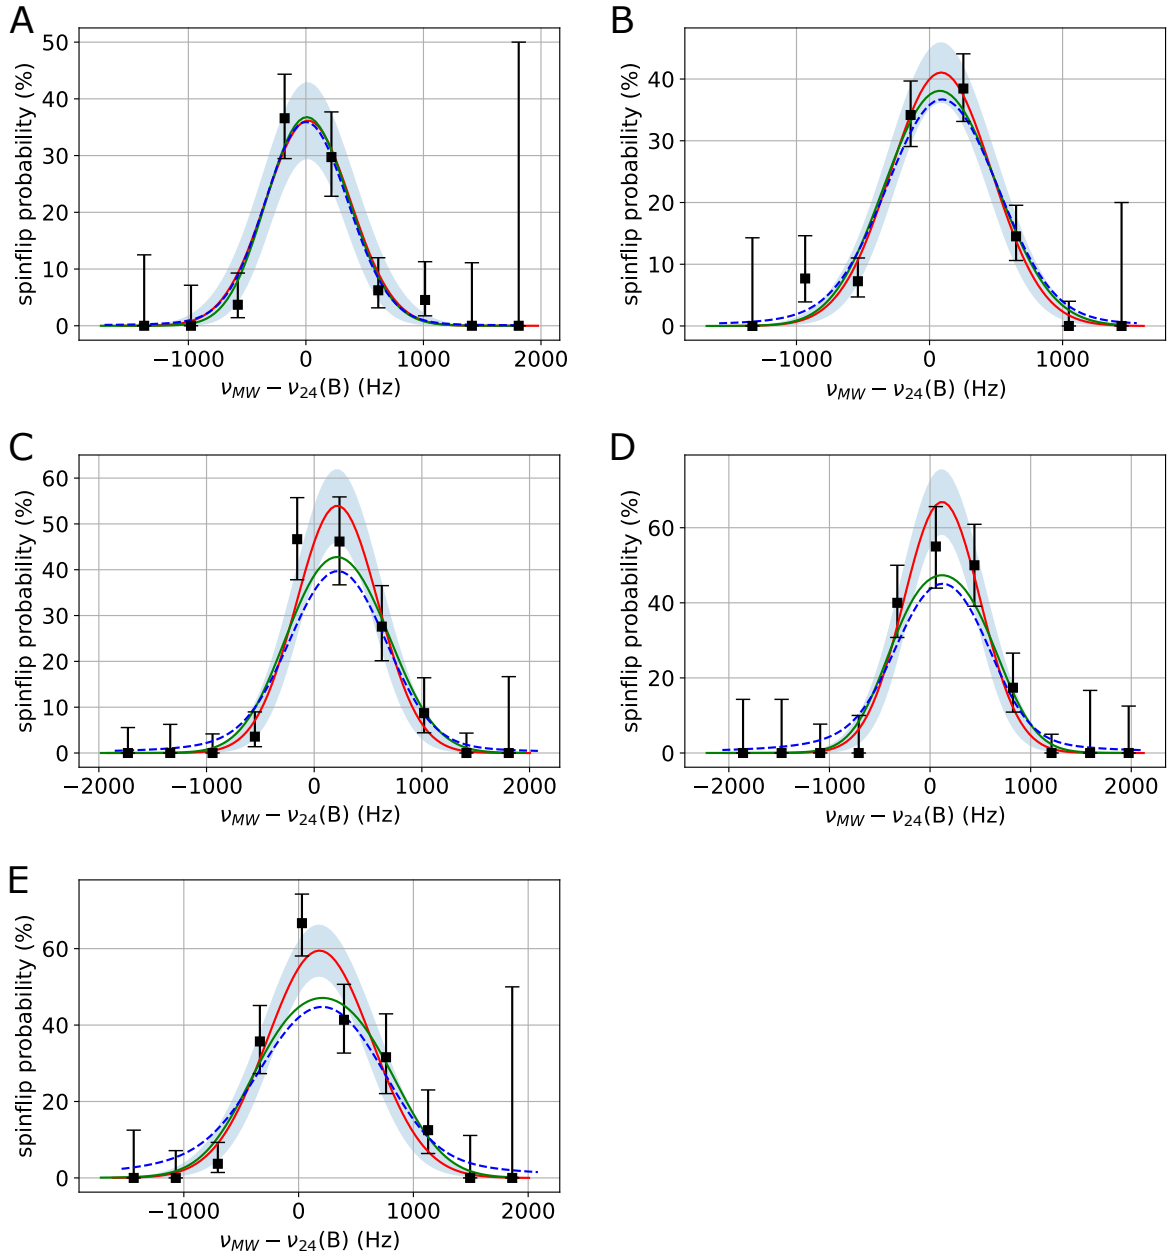 A
spinflip probability (%)
50
40
30
20
10
0
−1000 0 1000 2000
νMW − ν24(B) (Hz)
B
spinflip probability (%)
40
30
20
10
0
−1000 0 1000
νMW − ν24(B) (Hz)
C
spinflip probability (%)
60
50
40
30
20
10
0
−2000 −1000 0 1000 2000
νMW − ν24(B) (Hz)
D
spinflip probability (%)
60
40
20
0
−2000 −1000 0 1000 2000
νMW − ν24(B) (Hz)
E
spinflip probability (%)
60
40
20
0
−1000 0 1000 2000
νMW − ν24(B) (Hz)